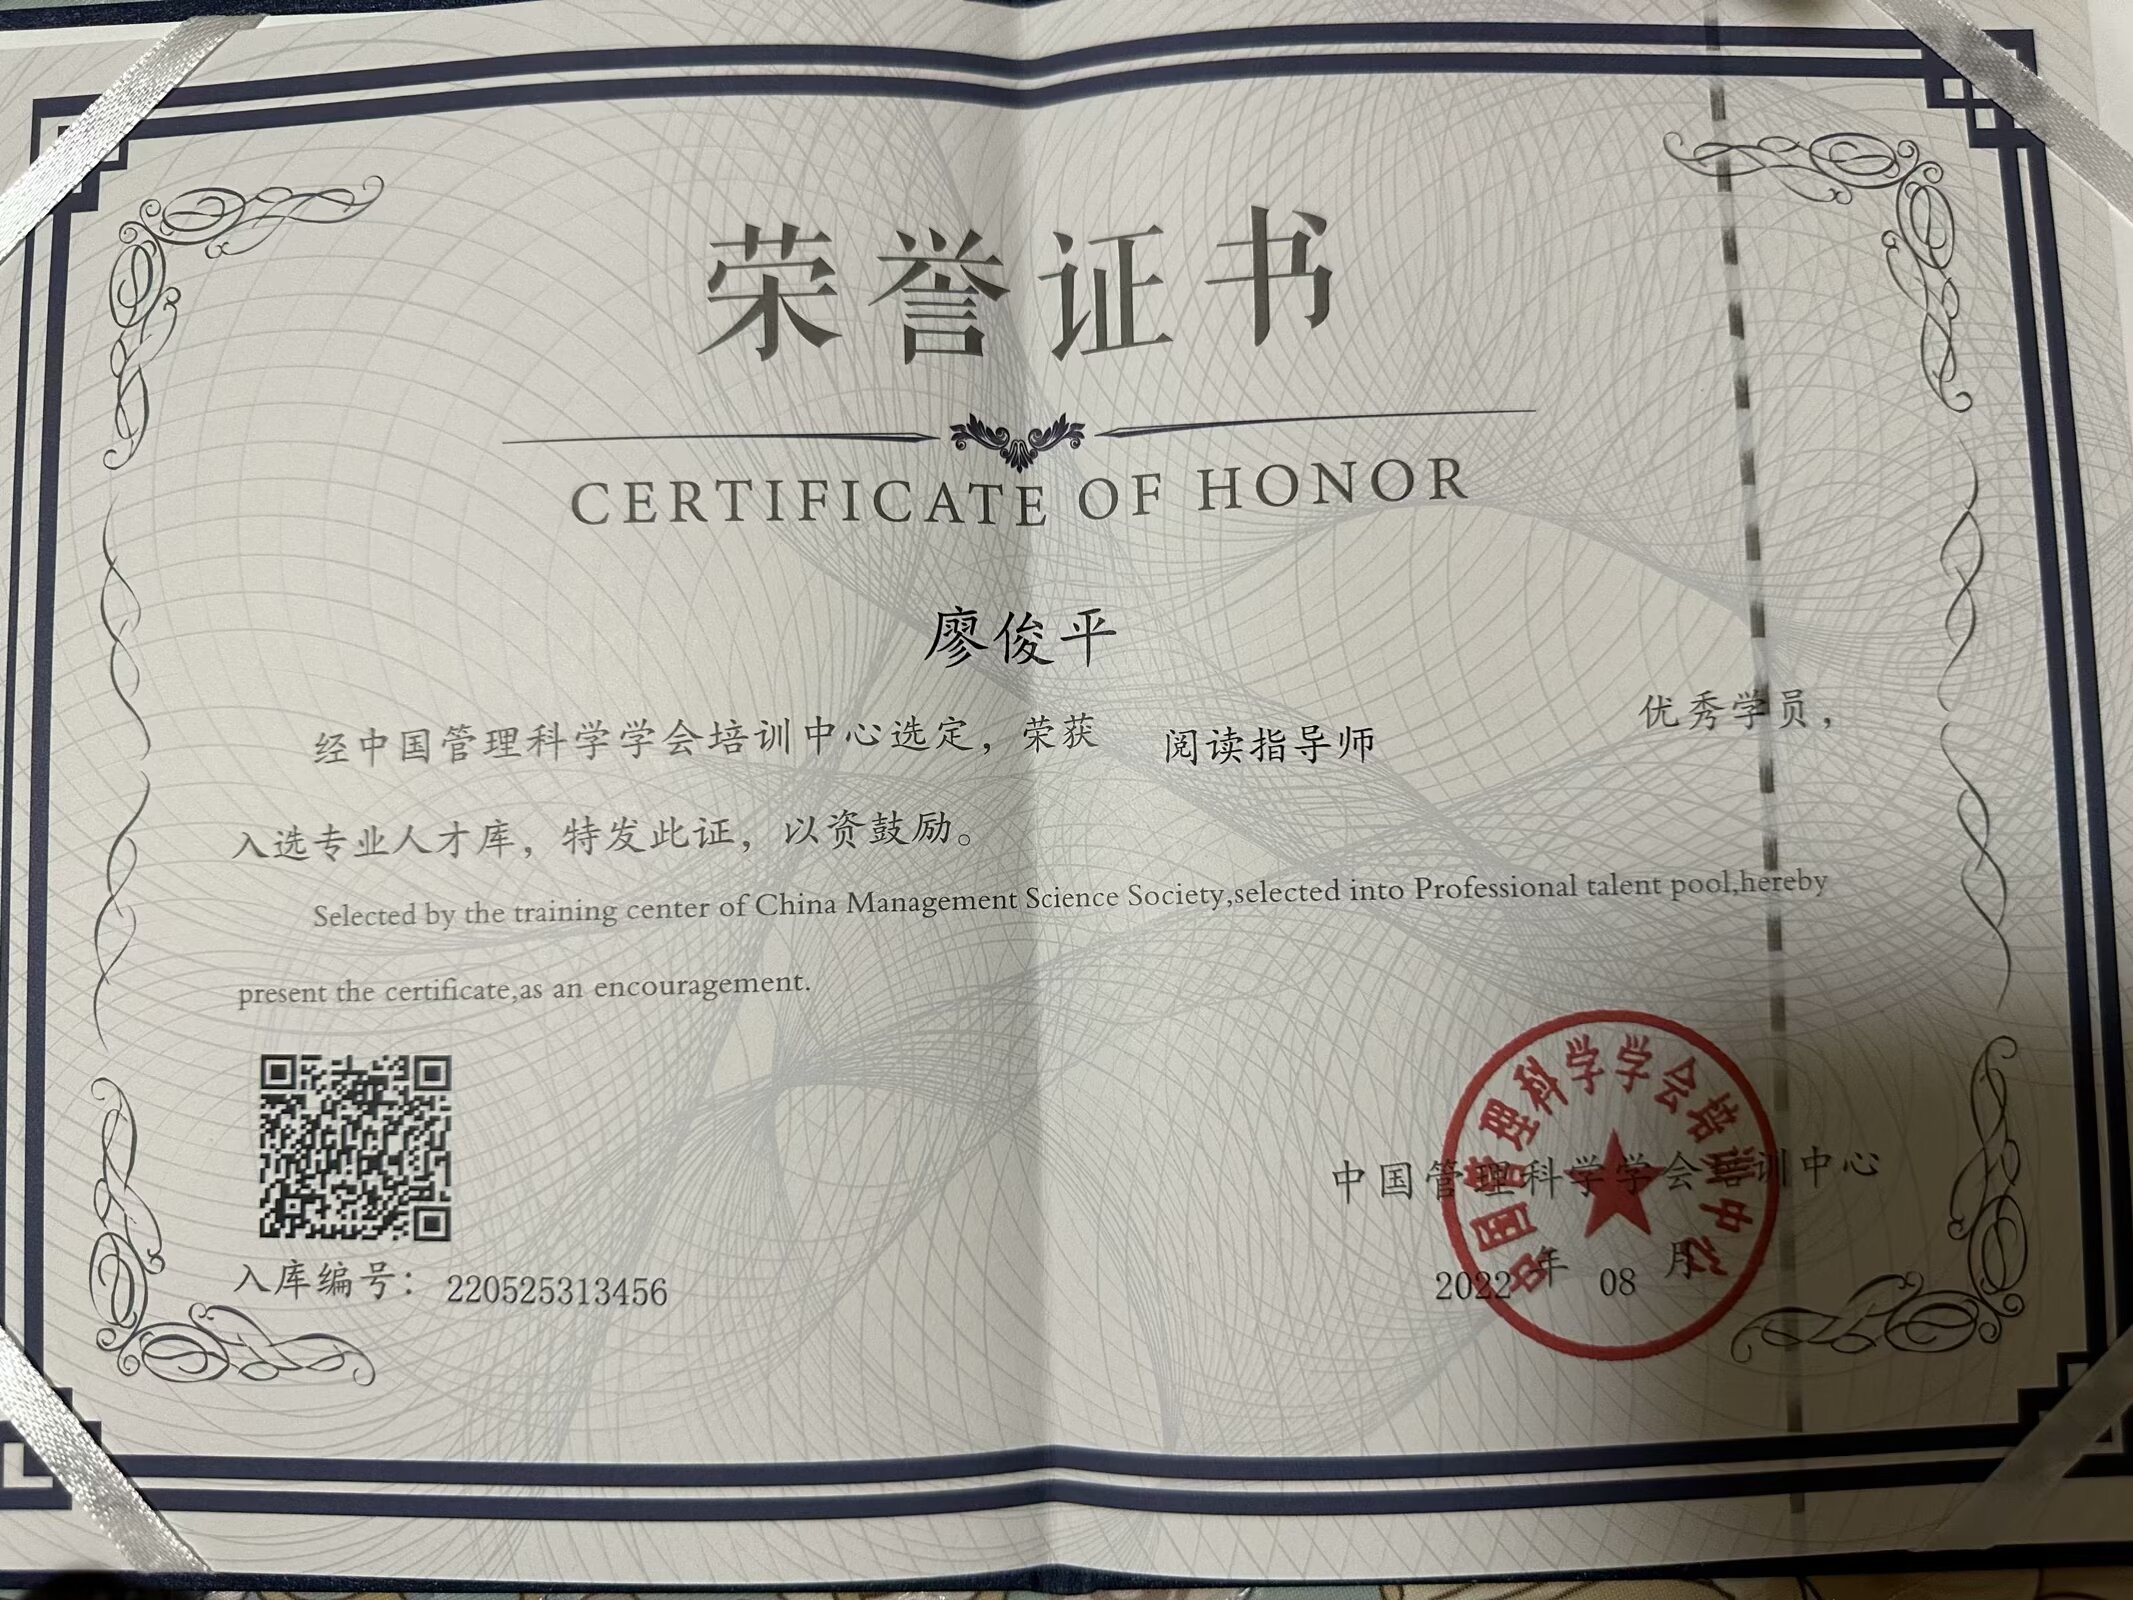 荣誉证书
CERTIFICATE OF HONOR
廖俊平
经中国管理科学学会培训中心选定，荣获 阅读指导师 优秀学员，
入选专业人才库，特发此证，以资鼓励。
Selected by the training center of China Management Science Society,selected into Professional talent pool,hereby
present the certificate,as an encouragement.
中国管理科学学会培训中心
中国管理科学学会培训中心
2022 年 08 月
入库编号： 220525313456